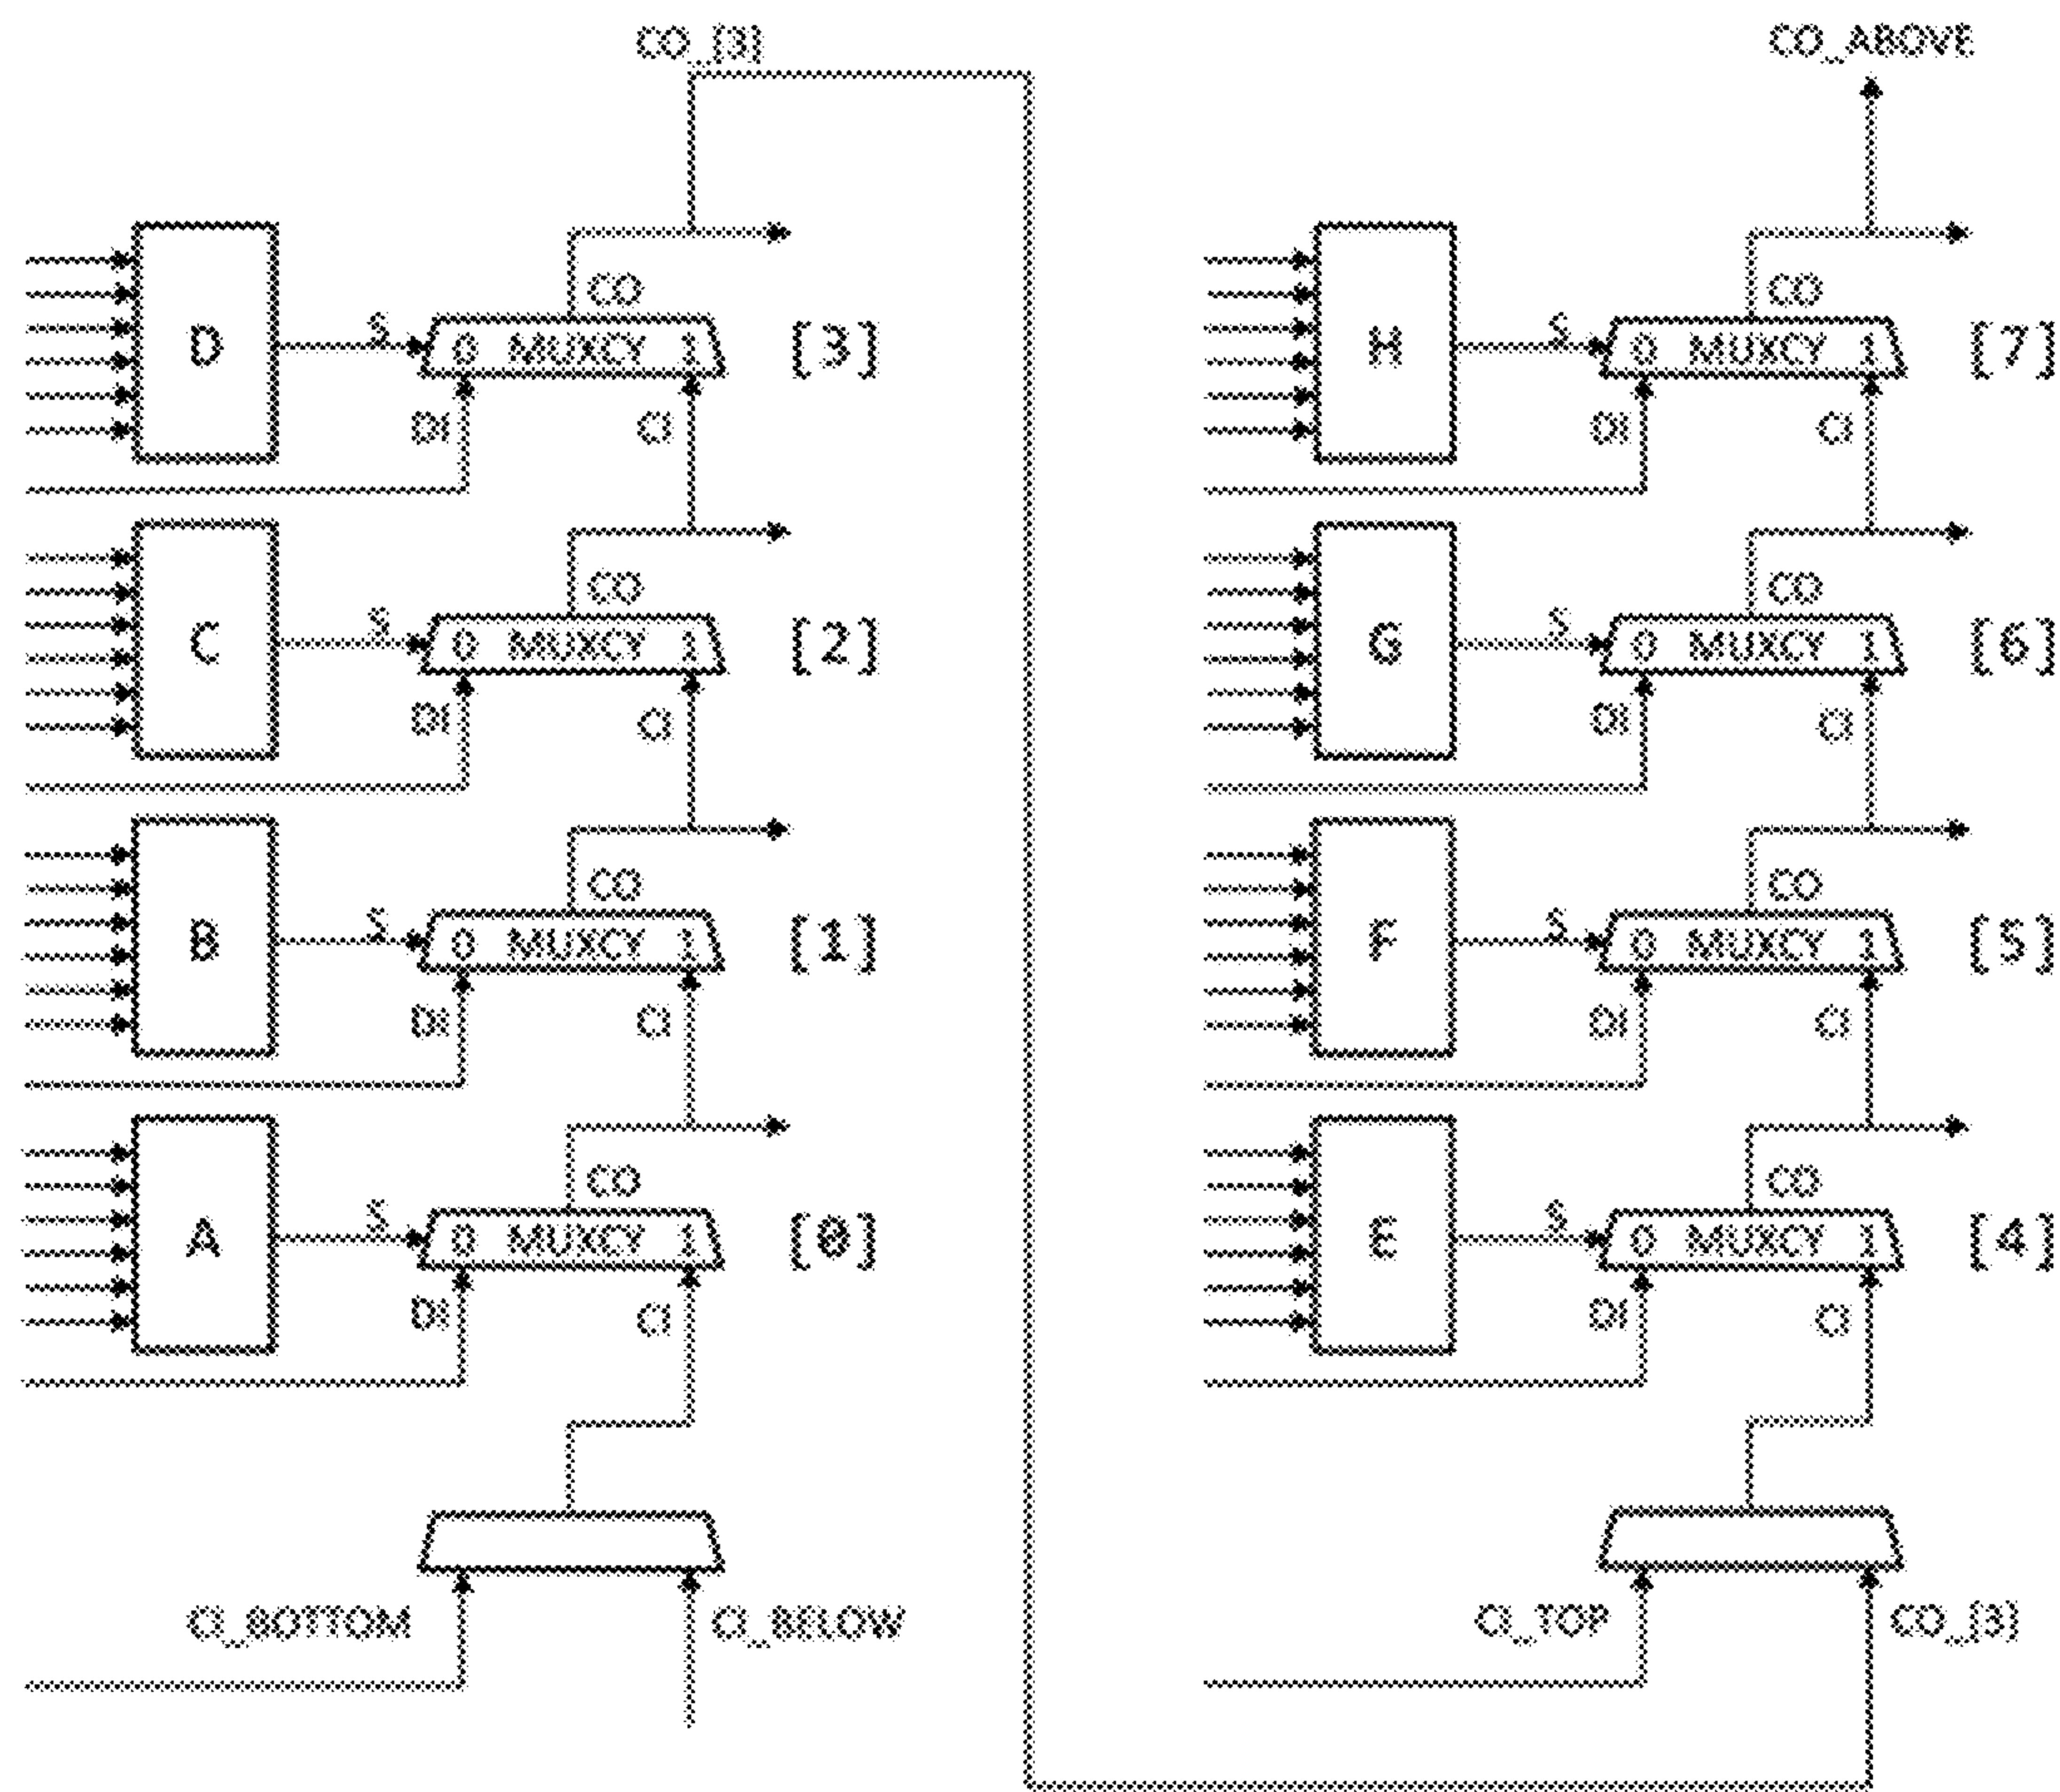 CO_[3]
CO_ABOVE
CO
D S 0 MUXCY 1 [3]
DI CI
CO
C S 0 MUXCY 1 [2]
DI CI
CO
B S 0 MUXCY 1 [1]
DI CI
CO
A S 0 MUXCY 1 [0]
DI CI
CI_BOTTOM CI_BELOW
CO
H S 0 MUXCY 1 [7]
DI CI
CO
G S 0 MUXCY 1 [6]
DI CI
CO
F S 0 MUXCY 1 [5]
DI CI
CO
E S 0 MUXCY 1 [4]
DI CI
CI_TOP CO_[3]